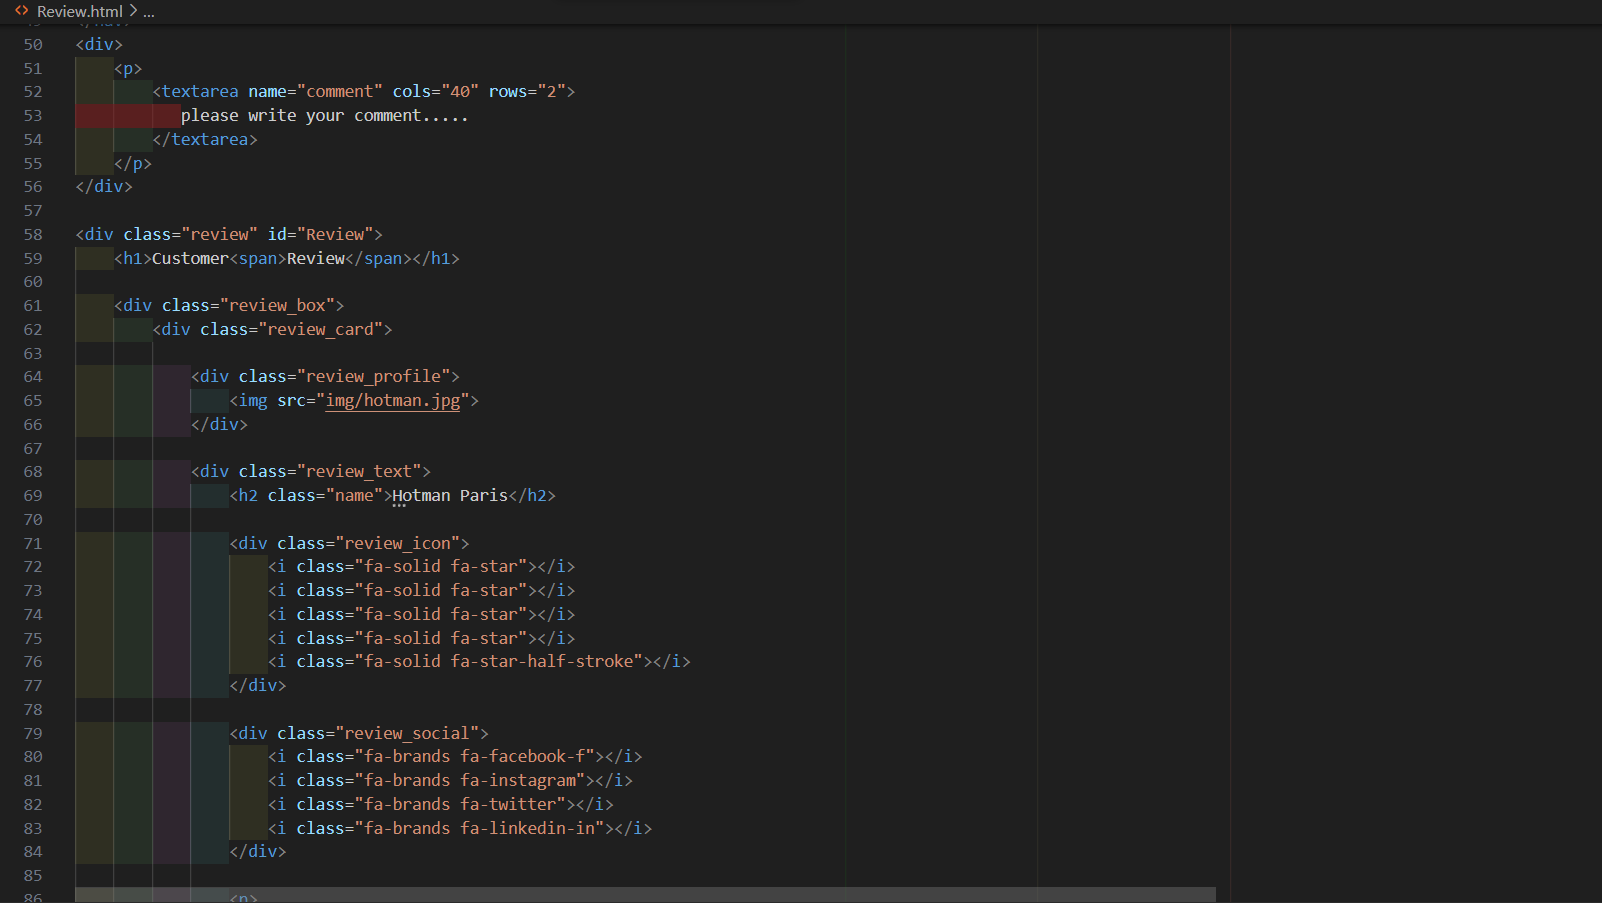 Review.html > ...
50 <div>
51 <p>
52 <textarea name="comment" cols="40" rows="2">
53 please write your comment.....
54 </textarea>
55 </p>
56 </div>
57
58 <div class="review" id="Review">
59 <h1>Customer<span>Review</span></h1>
60
61 <div class="review_box">
62 <div class="review_card">
63
64 <div class="review_profile">
65 <img src="img/hotman.jpg">
66 </div>
67
68 <div class="review_text">
69 <h2 class="name">Hotman Paris</h2>
70
71 <div class="review_icon">
72 <i class="fa-solid fa-star"></i>
73 <i class="fa-solid fa-star"></i>
74 <i class="fa-solid fa-star"></i>
75 <i class="fa-solid fa-star"></i>
76 <i class="fa-solid fa-star-half-stroke"></i>
77 </div>
78
79 <div class="review_social">
80 <i class="fa-brands fa-facebook-f"></i>
81 <i class="fa-brands fa-instagram"></i>
82 <i class="fa-brands fa-twitter"></i>
83 <i class="fa-brands fa-linkedin-in"></i>
84 </div>
85
86 <p>